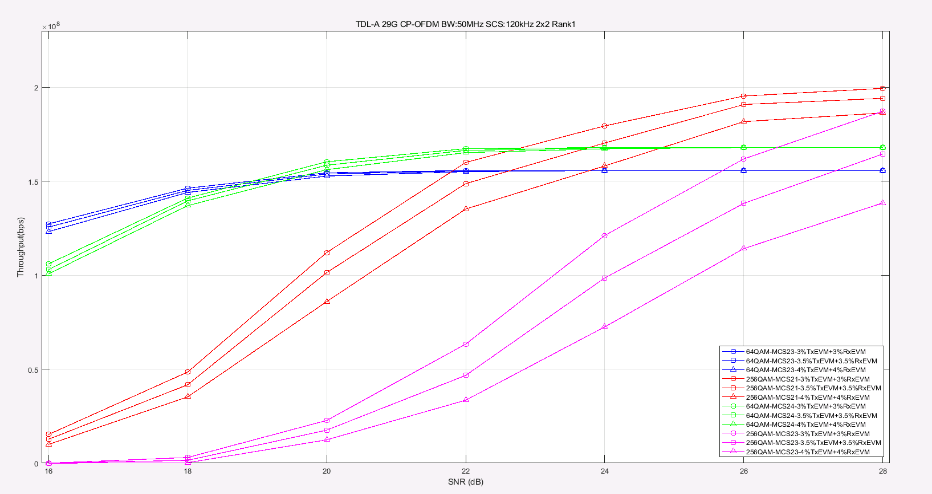 TDL-A 29G CP-OFDM BW:50MHz SCS:120kHz 2x2 Rank1
×10⁸
2
1.5
1
0.5
0
Throughput(bps)
16 18 20 22 24 26 28
SNR (dB)
64QAM-MCS23-3%TxEVM+3%RxEVM
64QAM-MCS23-3.5%TxEVM+3.5%RxEVM
64QAM-MCS23-4%TxEVM+4%RxEVM
256QAM-MCS21-3%TxEVM+3%RxEVM
256QAM-MCS21-3.5%TxEVM+3.5%RxEVM
256QAM-MCS21-4%TxEVM+4%RxEVM
64QAM-MCS24-3%TxEVM+3%RxEVM
64QAM-MCS24-3.5%TxEVM+3.5%RxEVM
64QAM-MCS24-4%TxEVM+4%RxEVM
256QAM-MCS23-3%TxEVM+3%RxEVM
256QAM-MCS23-3.5%TxEVM+3.5%RxEVM
256QAM-MCS23-4%TxEVM+4%RxEVM